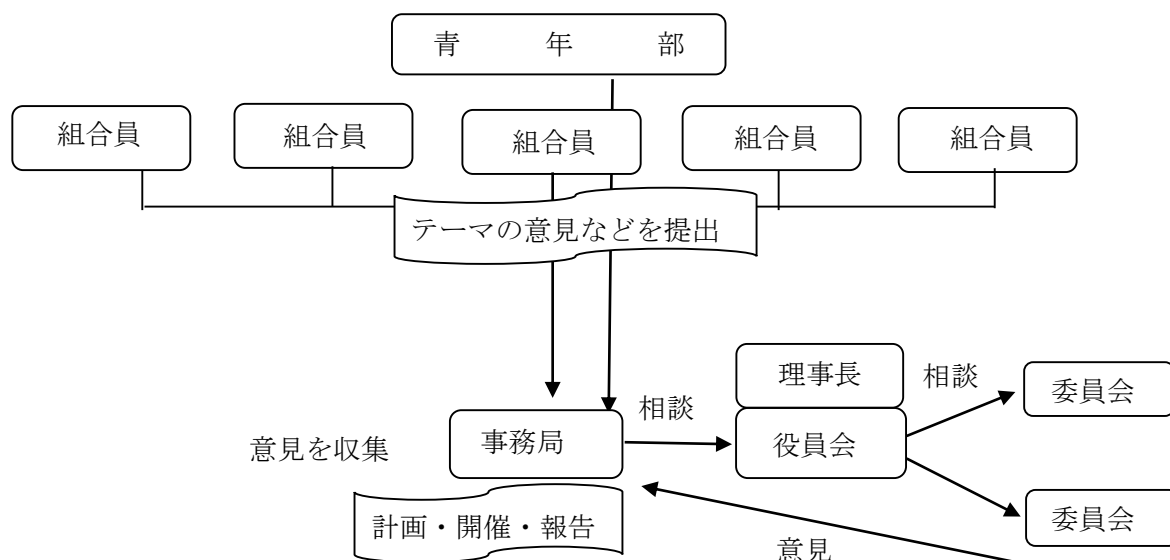 青　年　部
組合員
組合員
組合員
組合員
組合員
テーマの意見などを提出
理事長
相談
委員会
相談
意見を収集
事務局
役員会
計画・開催・報告
委員会
意見